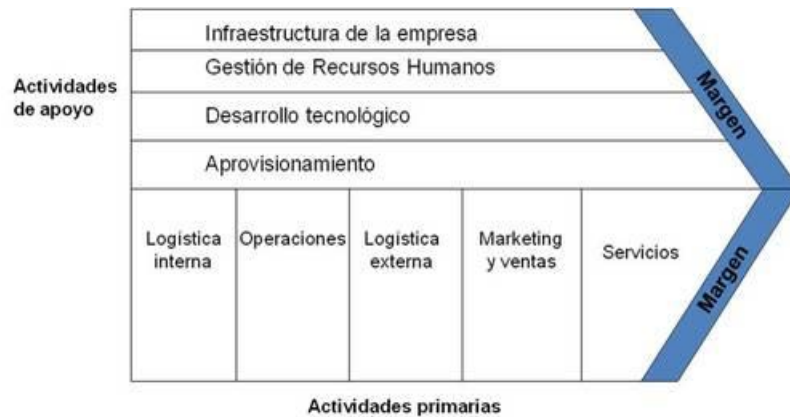 Infraestructura de la empresa
Gestión de Recursos Humanos
Actividades
de apoyo
Desarrollo tecnológico
Aprovisionamiento
Margen
Logística
interna
Operaciones
Logística
externa
Marketing
y ventas
Servicios
Margen
Actividades primarias